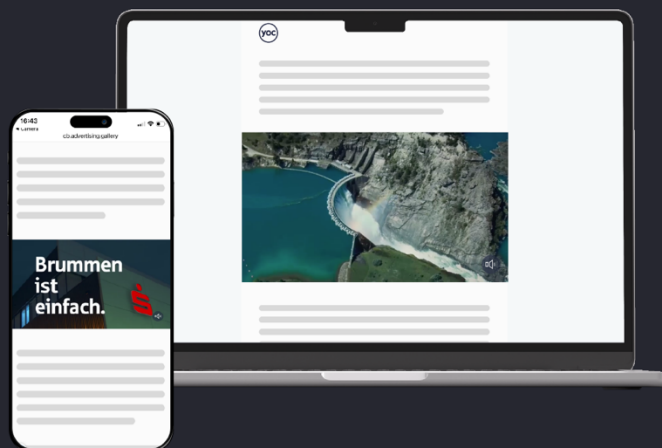 yoc
16:43
Camera
cb.advertising.gallery
Brummen
ist
einfach.